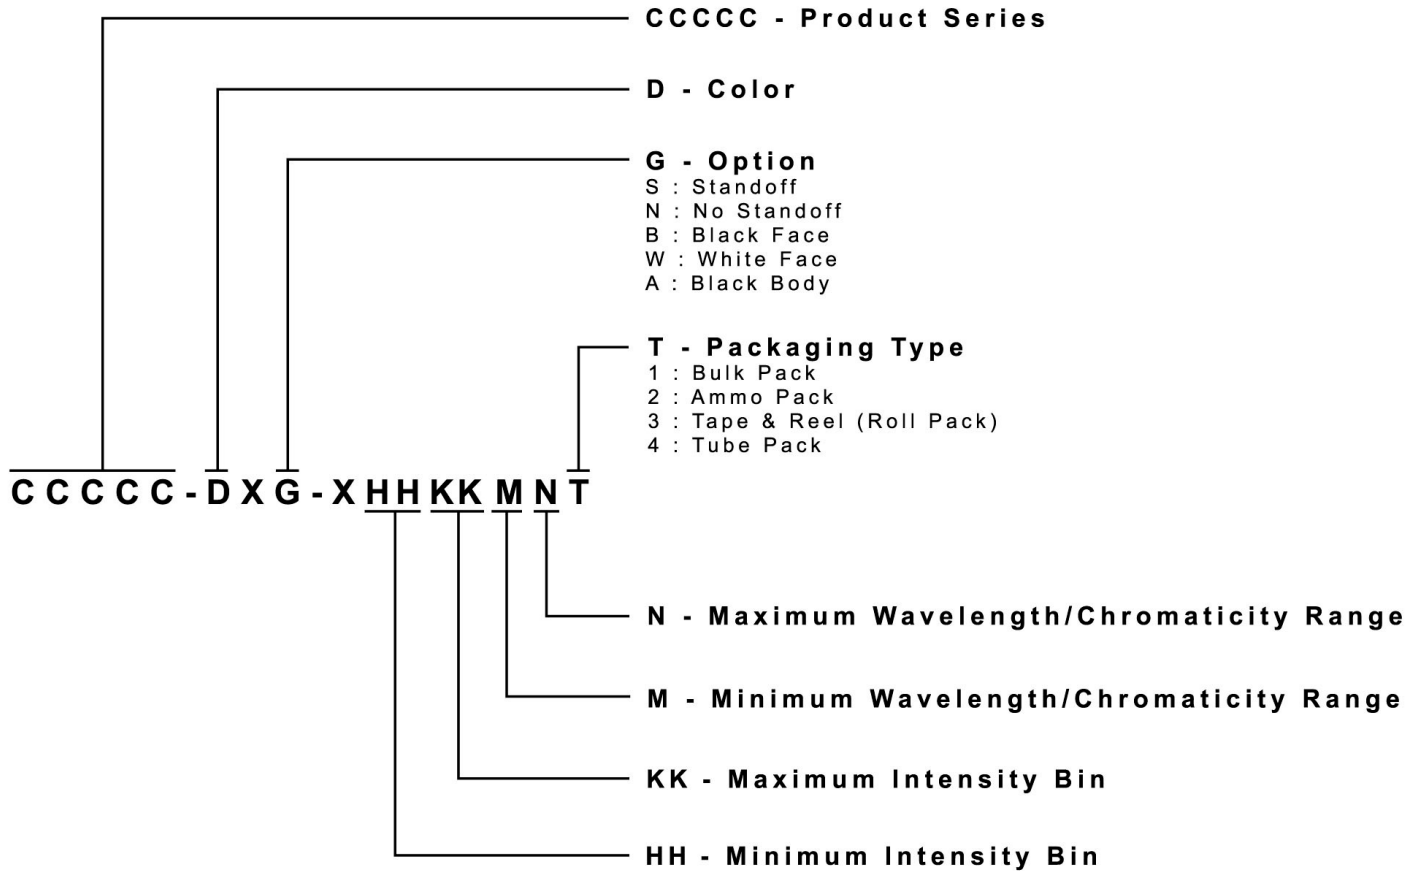 CCCCC - Product Series
D - Color
G - Option
S : Standoff
N : No Standoff
B : Black Face
W : White Face
A : Black Body
T - Packaging Type
1 : Bulk Pack
2 : Ammo Pack
3 : Tape & Reel (Roll Pack)
4 : Tube Pack
CCCCC-DXG-XHHKKMNT
N - Maximum Wavelength/Chromaticity Range
M - Minimum Wavelength/Chromaticity Range
KK - Maximum Intensity Bin
HH - Minimum Intensity Bin